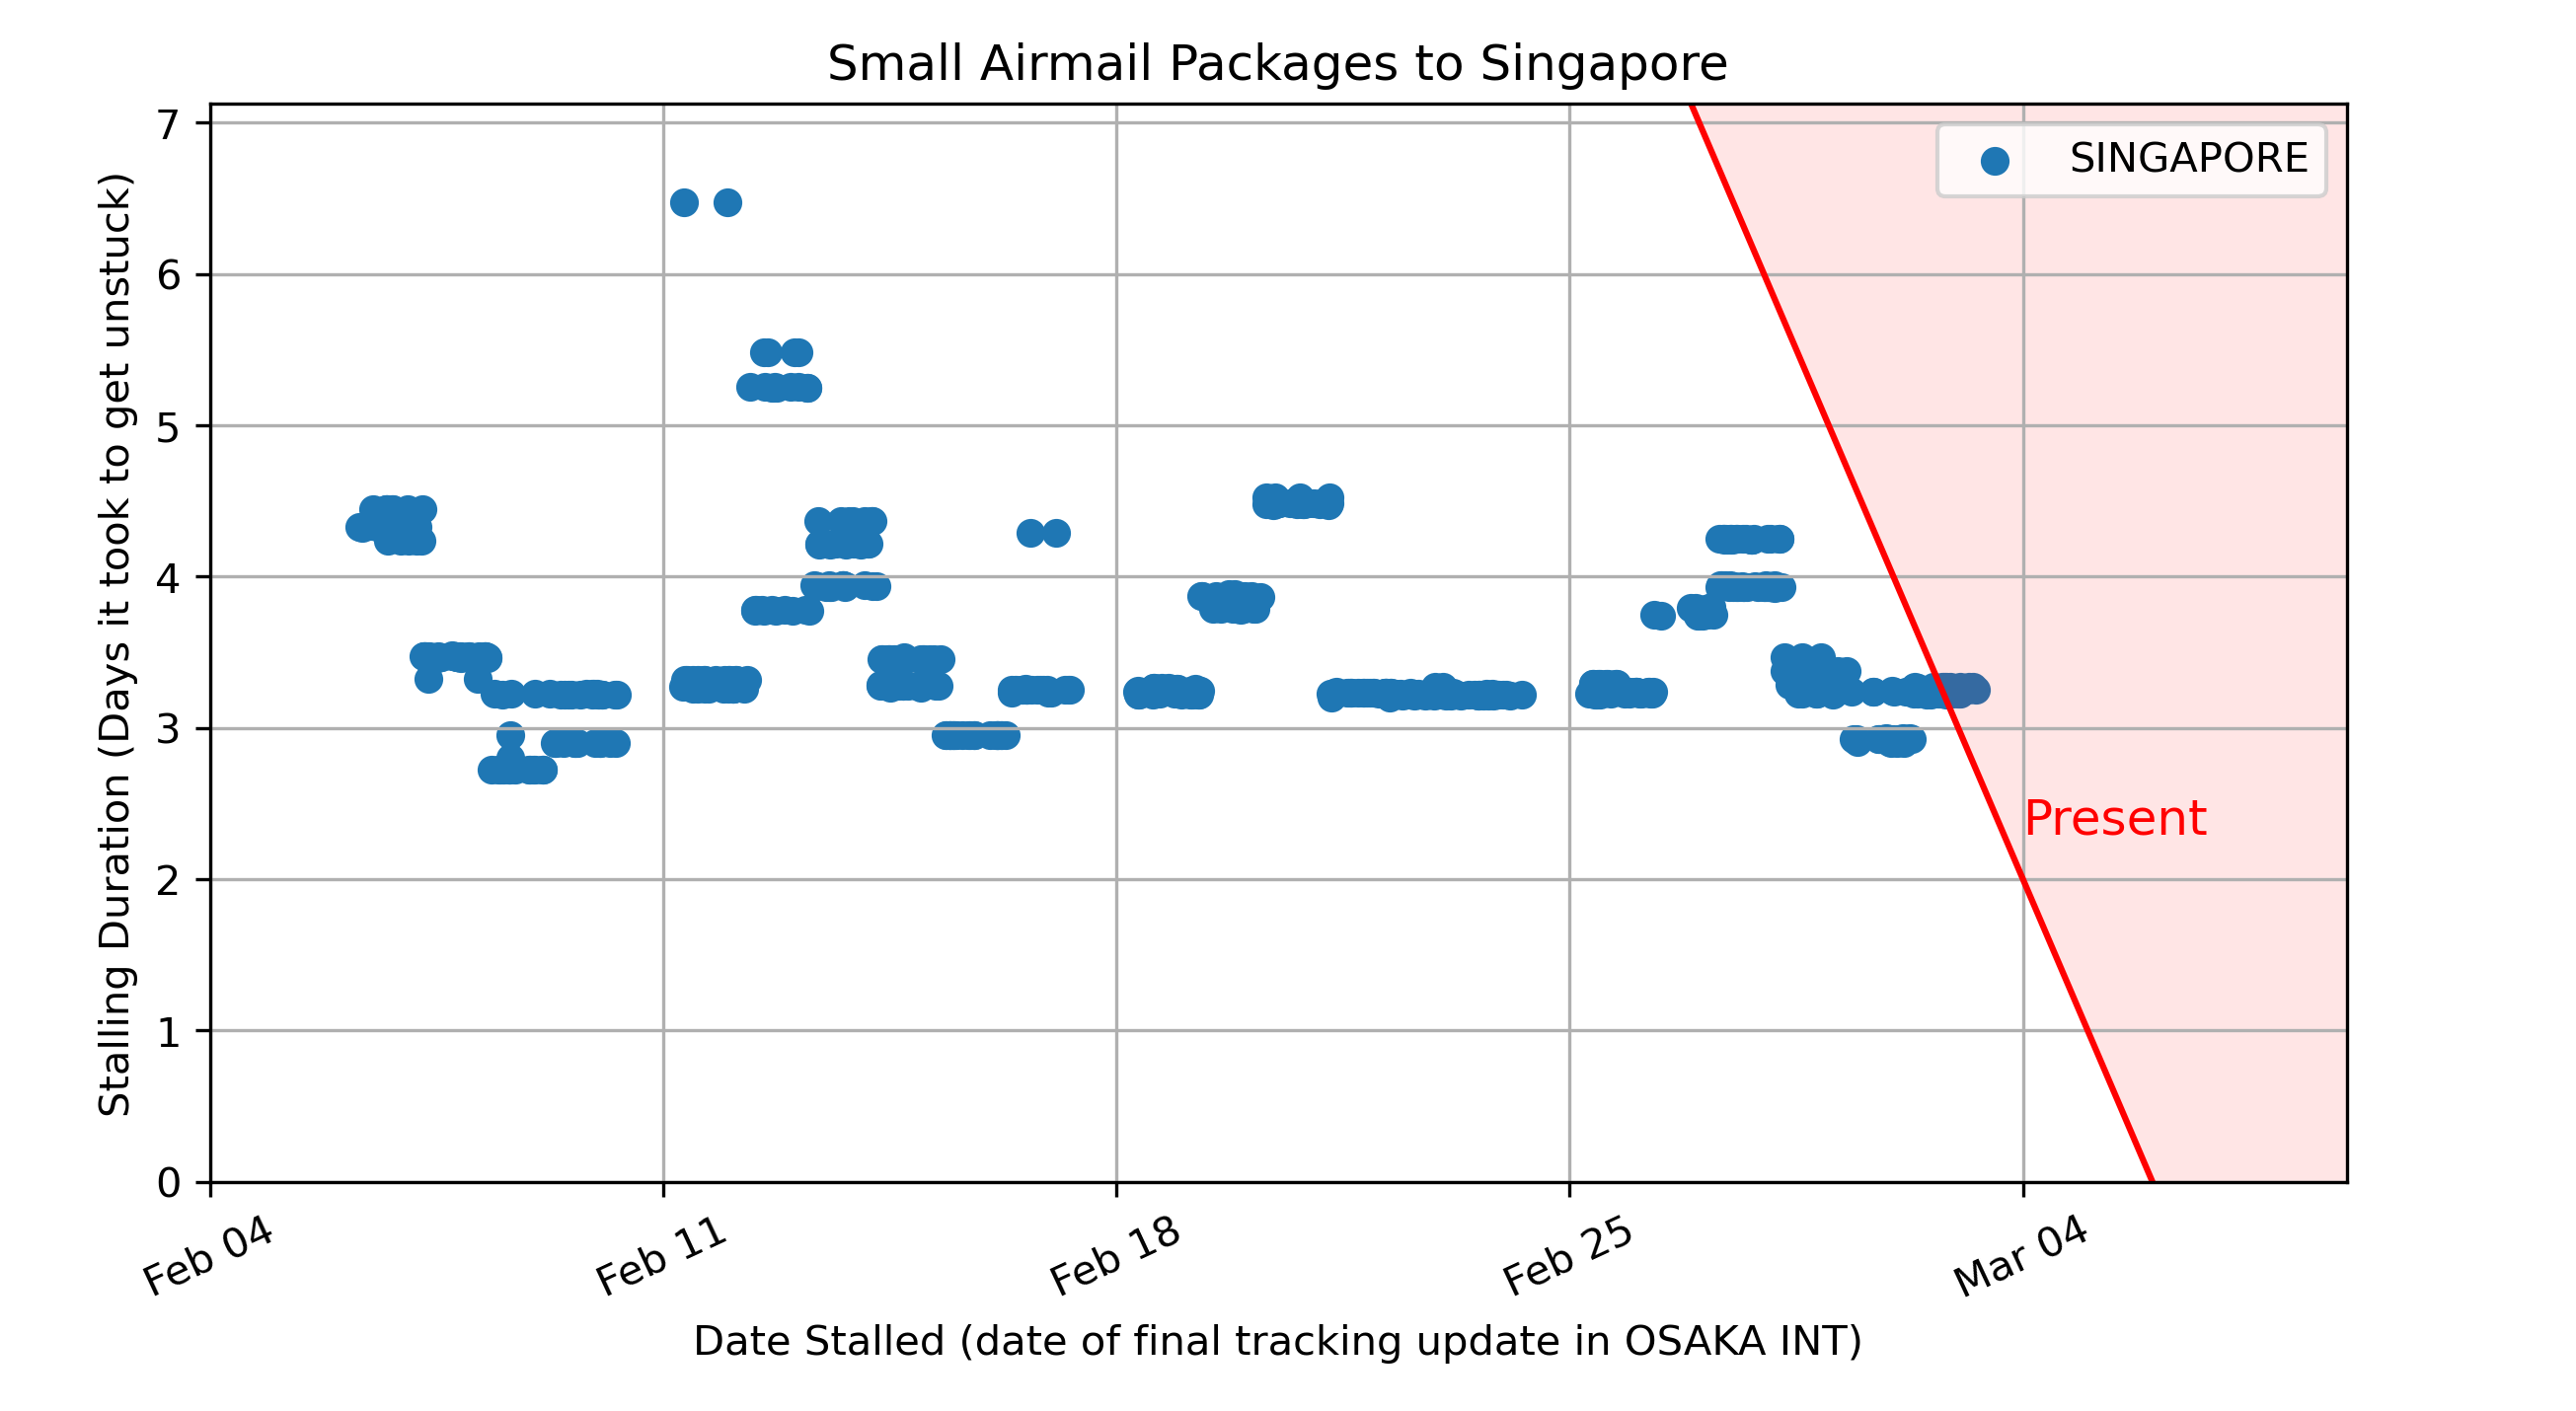 Small Airmail Packages to Singapore
Stalling Duration (Days it took to get unstuck)
7
6
5
4
3
2
1
0
SINGAPORE
Present
Feb 04
Feb 11
Feb 18
Feb 25
Mar 04
Date Stalled (date of final tracking update in OSAKA INT)